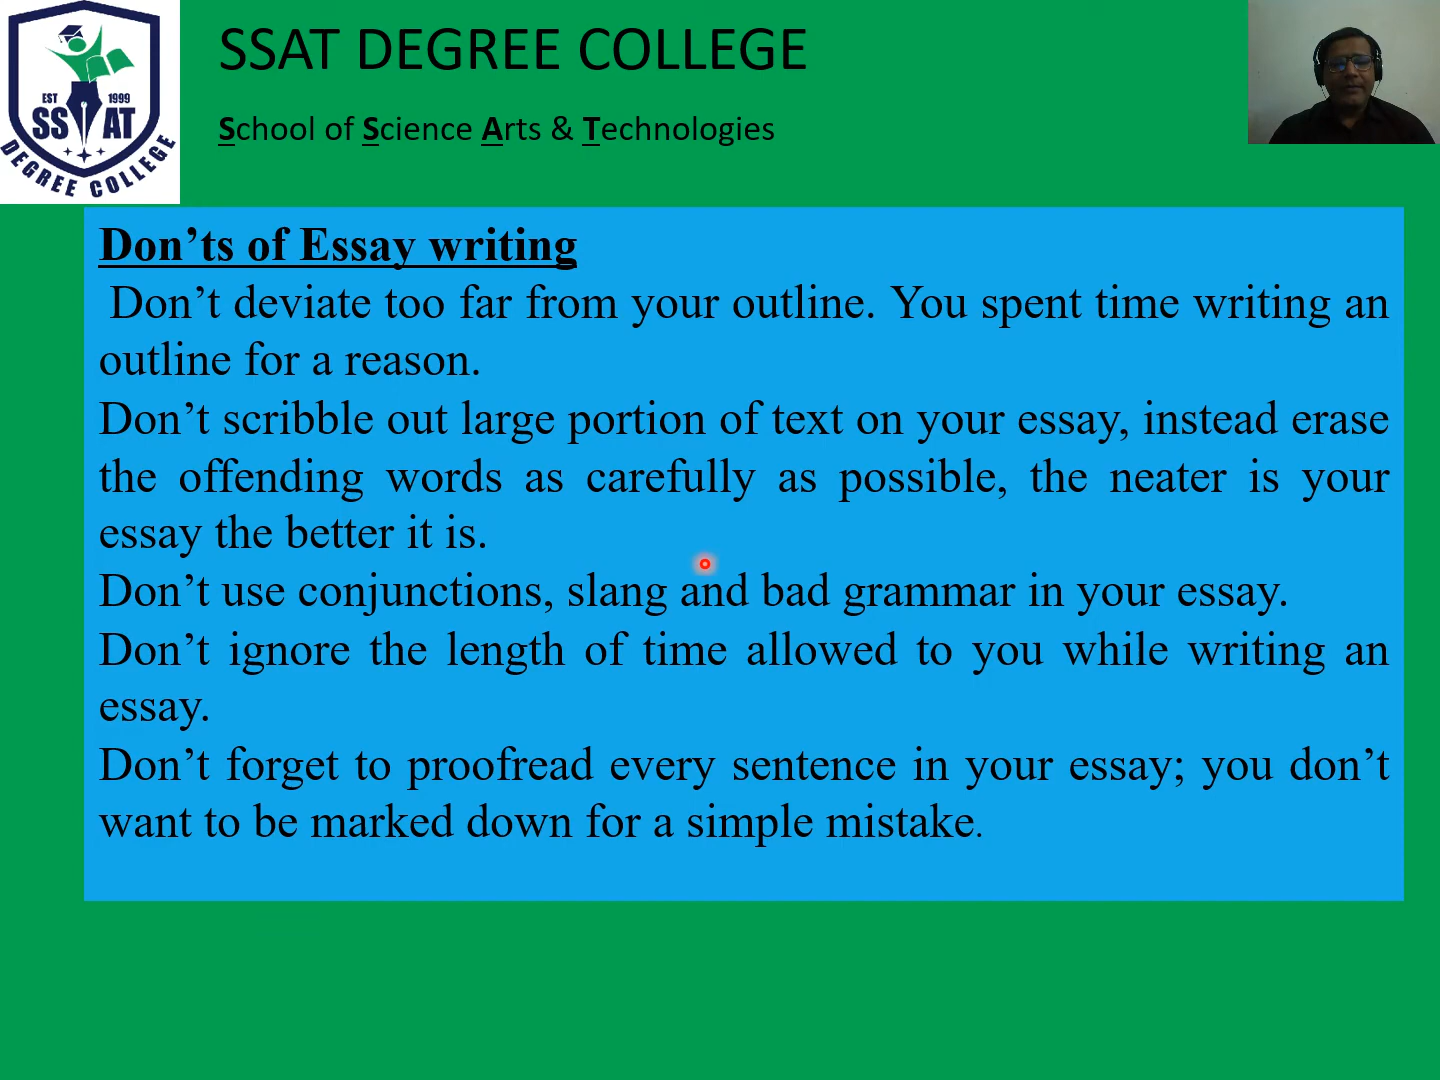 EST 1999
SSAT
DEGREE COLLEGE
SSAT DEGREE COLLEGE
School of Science Arts & Technologies
Don’ts of Essay writing
Don’t deviate too far from your outline. You spent time writing an
outline for a reason.
Don’t scribble out large portion of text on your essay, instead erase
the offending words as carefully as possible, the neater is your
essay the better it is.
Don’t use conjunctions, slang and bad grammar in your essay.
Don’t ignore the length of time allowed to you while writing an
essay.
Don’t forget to proofread every sentence in your essay; you don’t
want to be marked down for a simple mistake.